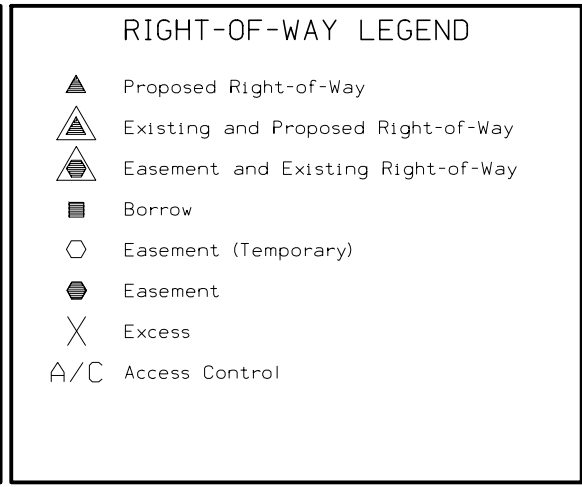 RIGHT-OF-WAY LEGEND
Proposed Right-of-Way
Existing and Proposed Right-of-Way
Easement and Existing Right-of-Way
Borrow
Easement (Temporary)
Easement
X Excess
A/C Access Control